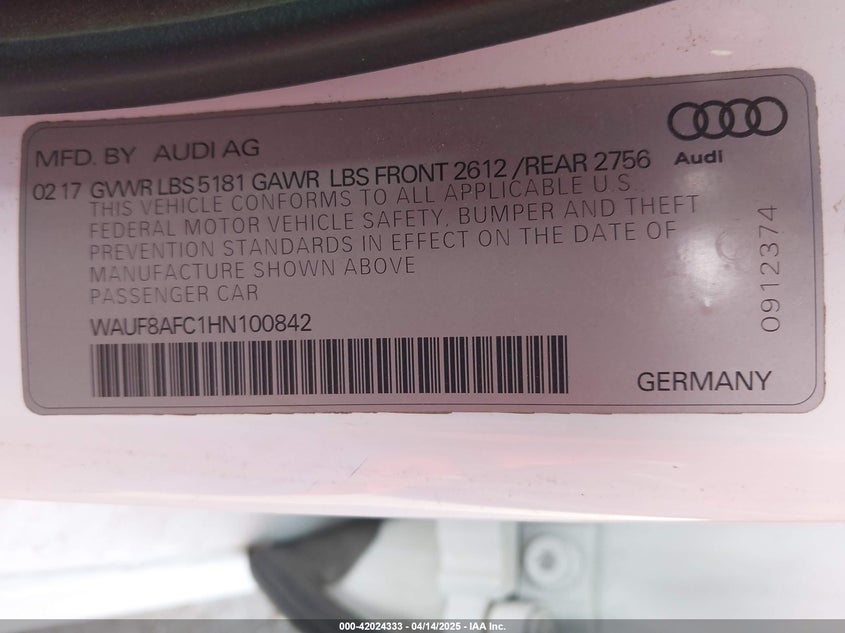 MFD. BY AUDI AG
Audi
02 17 GVWR LBS 5181 GAWR LBS FRONT 2612 /REAR 2756
THIS VEHICLE CONFORMS TO ALL APPLICABLE U.S.
FEDERAL MOTOR VEHICLE SAFETY, BUMPER AND THEFT
PREVENTION STANDARDS IN EFFECT ON THE DATE OF
MANUFACTURE SHOWN ABOVE
PASSENGER CAR
0912374
WAUF8AFC1HN100842
GERMANY
000-42024333 - 04/14/2025 - IAA Inc.